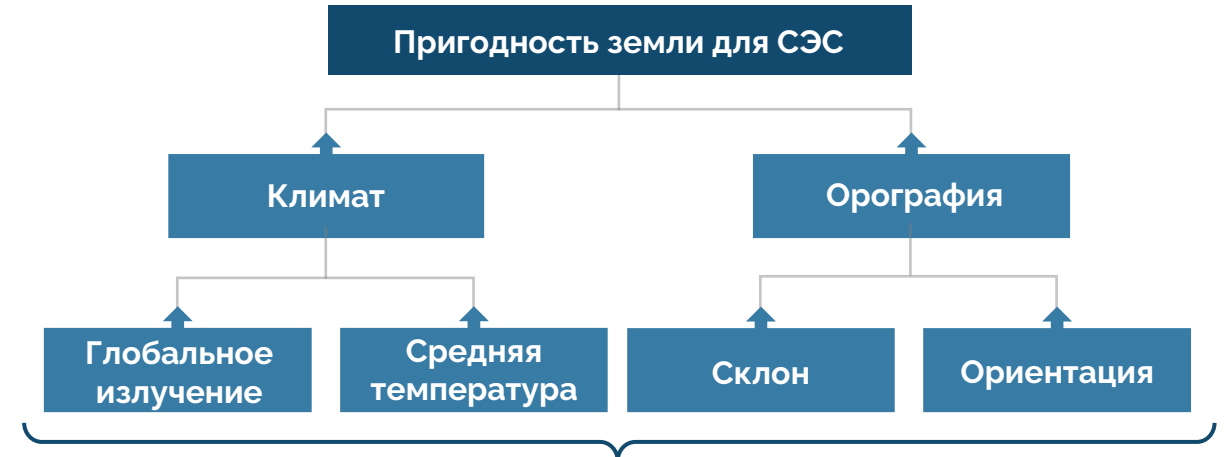 Пригодность земли для СЭС
Климат
Орография
Глобальное
излучение
Средняя
температура
Склон
Ориентация